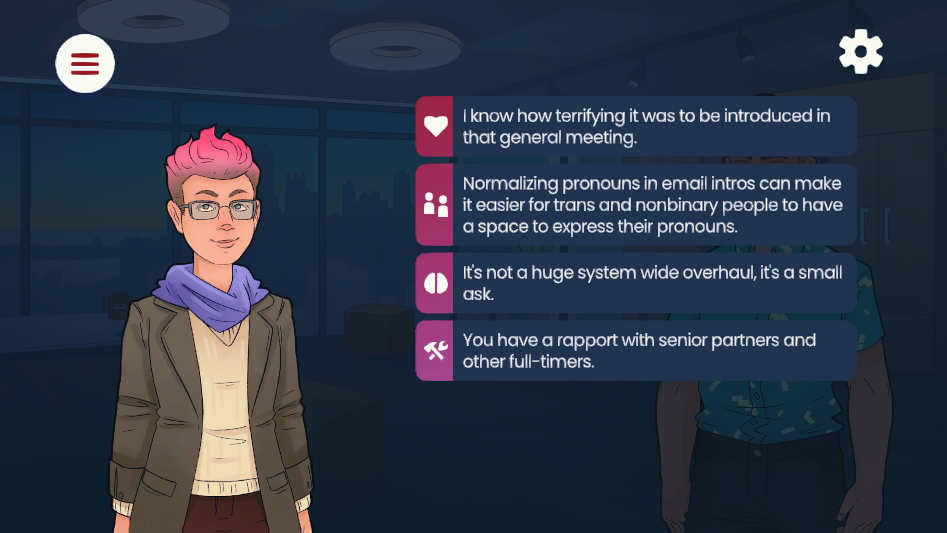 I know how terrifying it was to be introduced in
that general meeting.
Normalizing pronouns in email intros can make
it easier for trans and nonbinary people to have
a space to express their pronouns.
It's not a huge system wide overhaul, it's a small
ask.
You have a rapport with senior partners and
other full-timers.